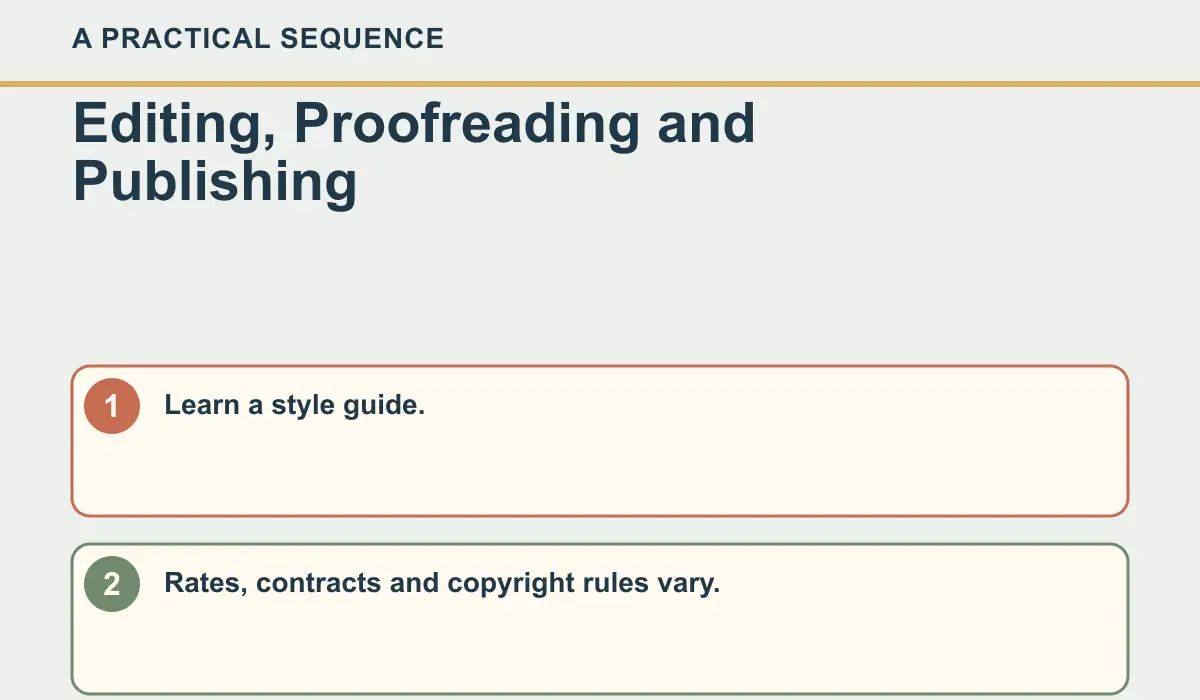 A PRACTICAL SEQUENCE
Editing, Proofreading and
Publishing
1
Learn a style guide.
2
Rates, contracts and copyright rules vary.